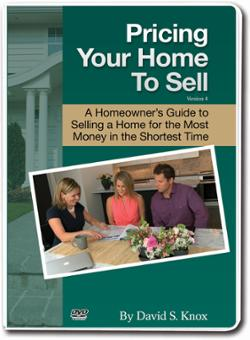 Pricing
Your Home
To Sell
Version 4
A Homeowner's Guide to
Selling a Home for the Most
Money in the Shortest Time
DVD
By David S. Knox